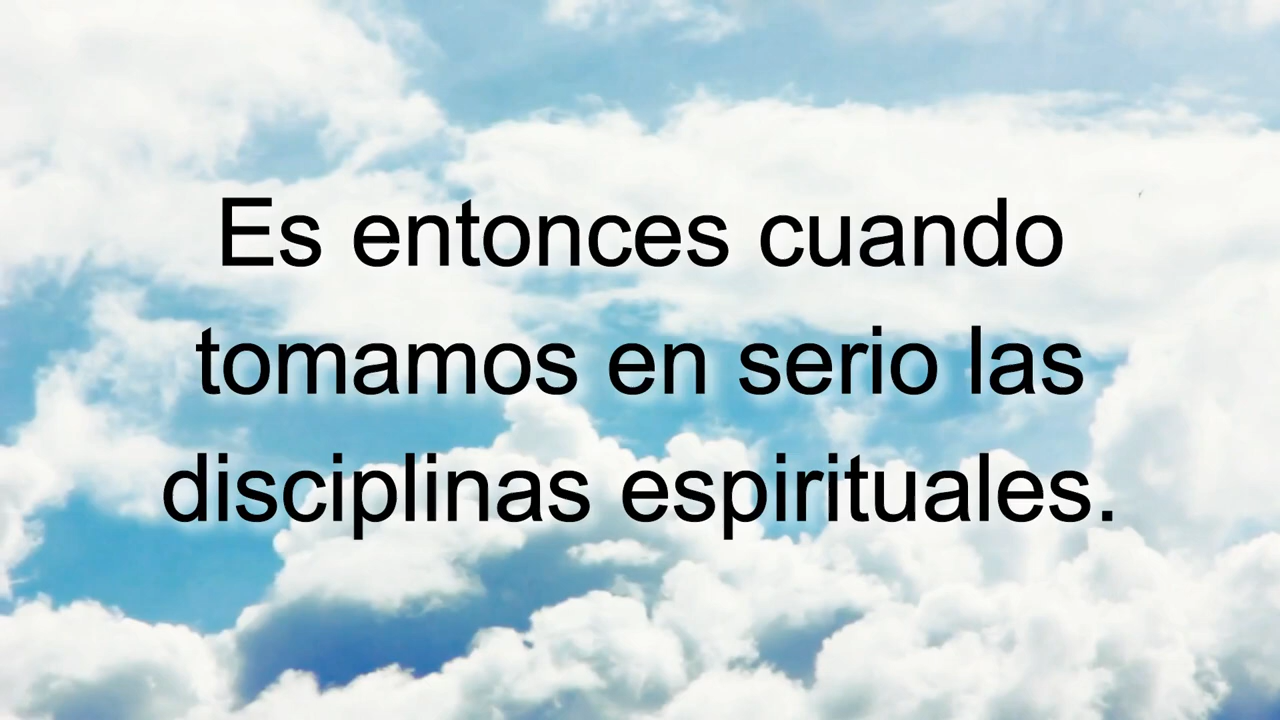 Es entonces cuando
tomamos en serio las
disciplinas espirituales.